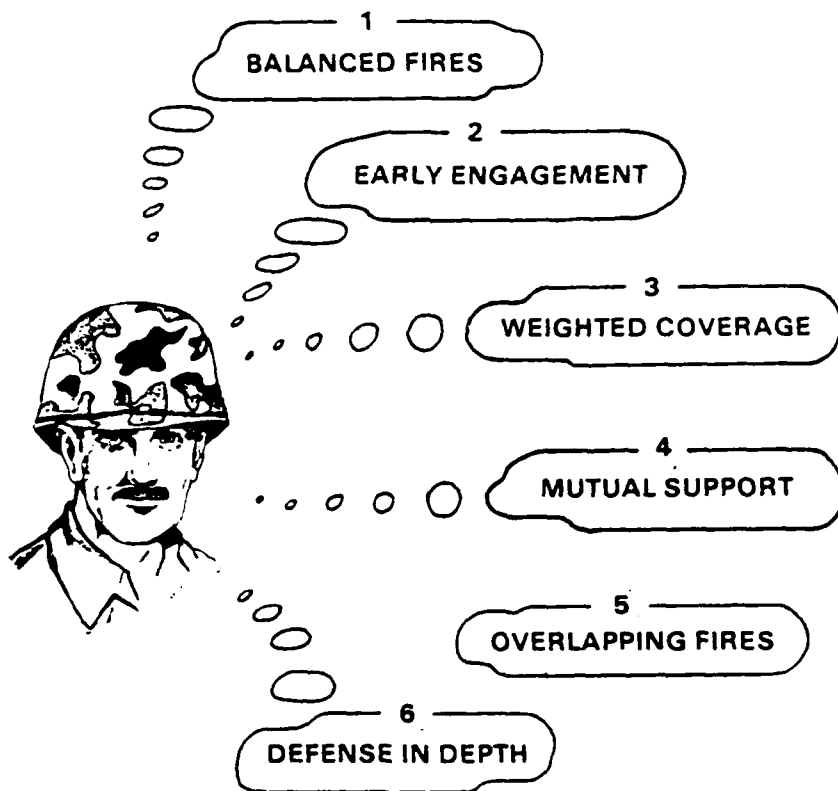 1
BALANCED FIRES
2
EARLY ENGAGEMENT
3
WEIGHTED COVERAGE
4
MUTUAL SUPPORT
5
OVERLAPPING FIRES
6
DEFENSE IN DEPTH